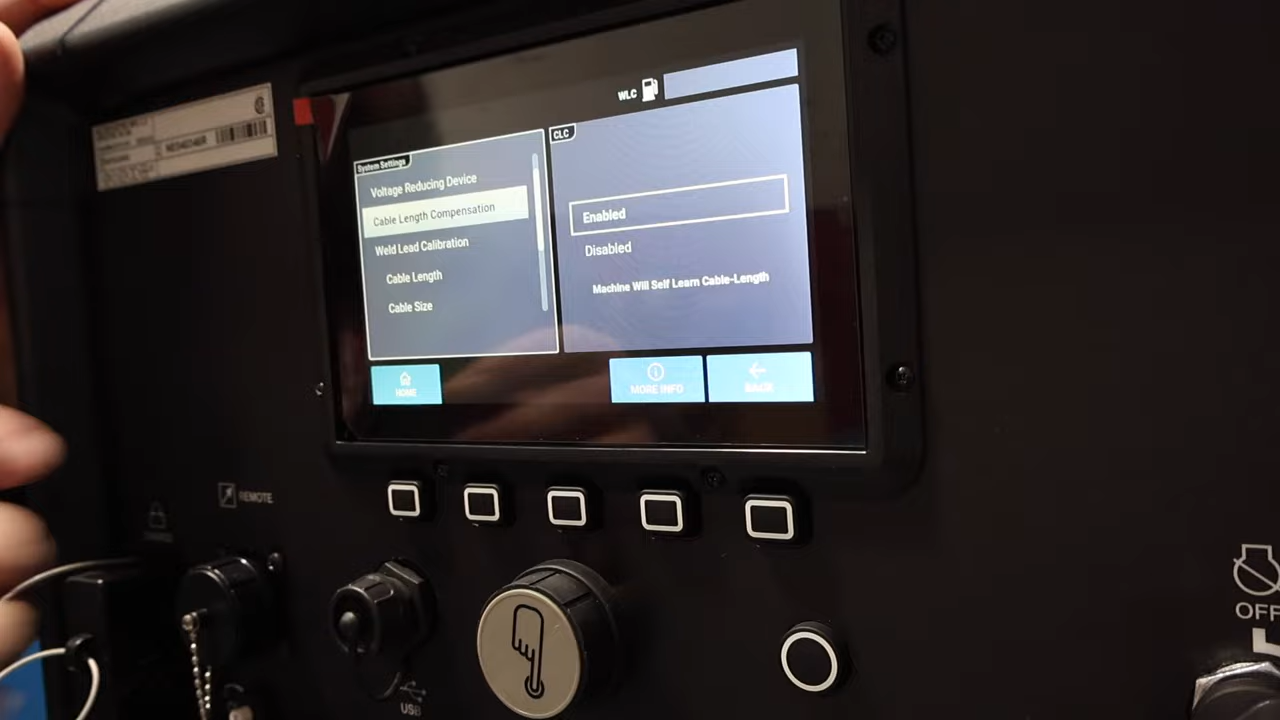 WLC
System Settings
Voltage Reducing Device
Cable Length Compensation
Weld Lead Calibration
Cable Length
Cable Size
CLC
Enabled
Disabled
Machine Will Self Learn Cable-Length
HOME
MORE INFO
BACK
REMOTE
USB
OFF